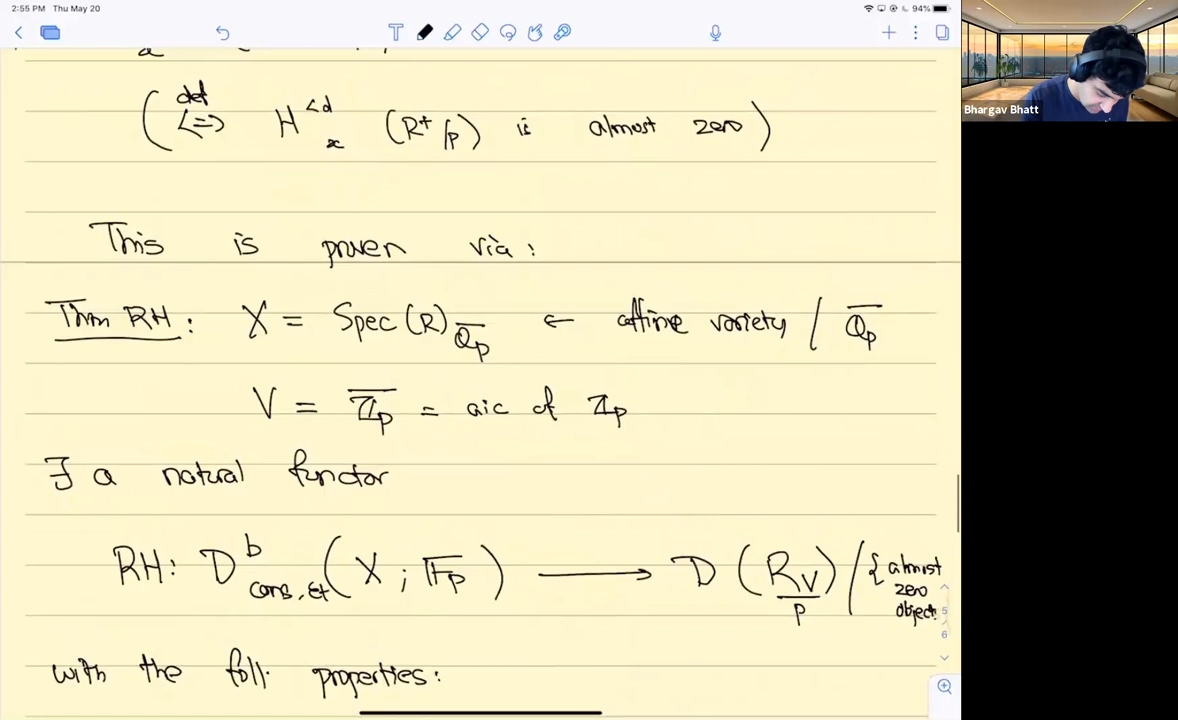 2:55 PM Thu May 20
94%
Bhargav Bhatt
( def <=> H^{<d}_x (R^+/p) is almost zero )
This is proven via:
Thm RH: X = Spec(R)_{\overline{Q_p}} ← affine variety / \overline{Q_p}
V = \overline{Z_p} = aic of Z_p
∃ a natural functor
RH: D^b_{cons, et}(X; F_p) → D(R_V/p) / {almost zero objects
5
6
with the foll. properties: